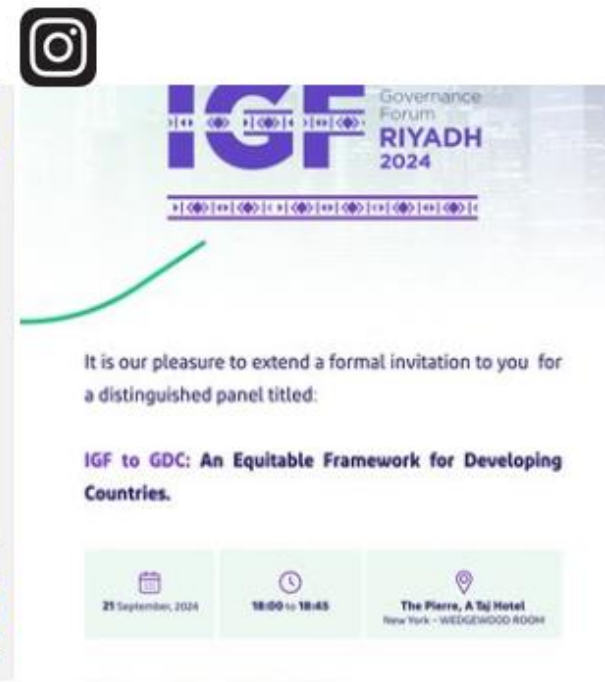 IGF
Governance
Forum
RIYADH
2024
It is our pleasure to extend a formal invitation to you for
a distinguished panel titled:
IGF to GDC: An Equitable Framework for Developing
Countries.
21 September, 2024
18:00 to 18:45
The Pierre, A Taj Hotel
New York - WEDGEWOOD ROOM